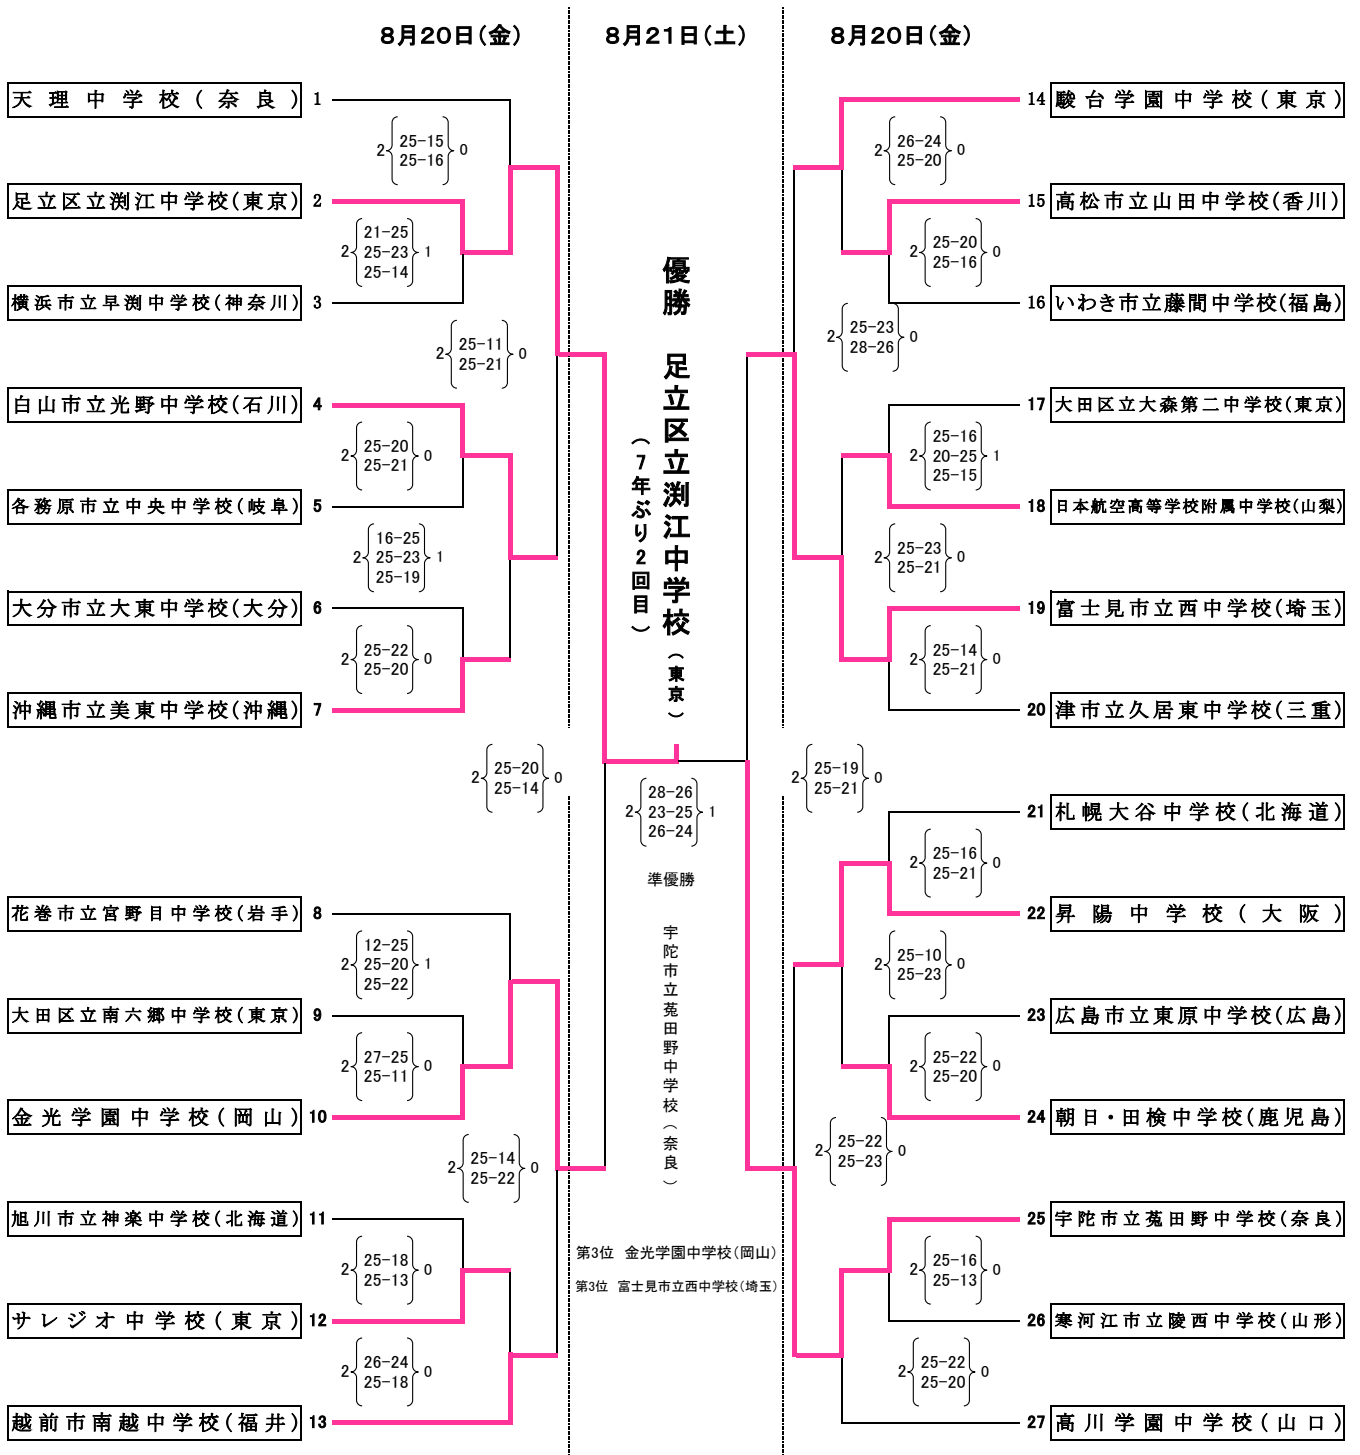 8月20日(金)
8月21日(土)
8月20日(金)
天理中学校(奈良) 1
2 25-15 0
25-16
足立区立渕江中学校(東京) 2
21-25
2 25-23 1
25-14
横浜市立早渕中学校(神奈川) 3
2 25-11 0
25-21
白山市立光野中学校(石川) 4
2 25-20 0
25-21
各務原市立中央中学校(岐阜) 5
16-25
2 25-23 1
25-19
大分市立大東中学校(大分) 6
2 25-22 0
25-20
沖縄市立美東中学校(沖縄) 7
2 25-20 0
25-14
花巻市立宮野目中学校(岩手) 8
12-25
2 25-20 1
25-22
大田区立南六郷中学校(東京) 9
2 27-25 0
25-11
金光学園中学校(岡山) 10
2 25-14 0
25-22
旭川市立神楽中学校(北海道) 11
2 25-18 0
25-13
サレジオ中学校(東京) 12
2 26-24 0
25-18
越前市南越中学校(福井) 13
優勝 足立区立渕江中学校(東京)
(7年ぶり2回目)
28-26
2 23-25 1
26-24
準優勝
宇陀市立菟田野中学校(奈良)
第3位 金光学園中学校(岡山)
第3位 富士見市立西中学校(埼玉)
14 駿台学園中学校(東京)
2 26-24 0
25-20
15 高松市立山田中学校(香川)
2 25-20 0
25-16
16 いわき市立藤間中学校(福島)
2 25-23 0
28-26
17 大田区立大森第二中学校(東京)
25-16
2 20-25 1
25-15
18 日本航空高等学校附属中学校(山梨)
2 25-23 0
25-21
19 富士見市立西中学校(埼玉)
2 25-14 0
25-21
20 津市立久居東中学校(三重)
2 25-19 0
25-21
21 札幌大谷中学校(北海道)
2 25-16 0
25-21
22 昇陽中学校(大阪)
2 25-10 0
25-23
23 広島市立東原中学校(広島)
2 25-22 0
25-20
24 朝日・田検中学校(鹿児島)
2 25-22 0
25-23
25 宇陀市立菟田野中学校(奈良)
2 25-16 0
25-13
26 寒河江市立陵西中学校(山形)
2 25-22 0
25-20
27 高川学園中学校(山口)